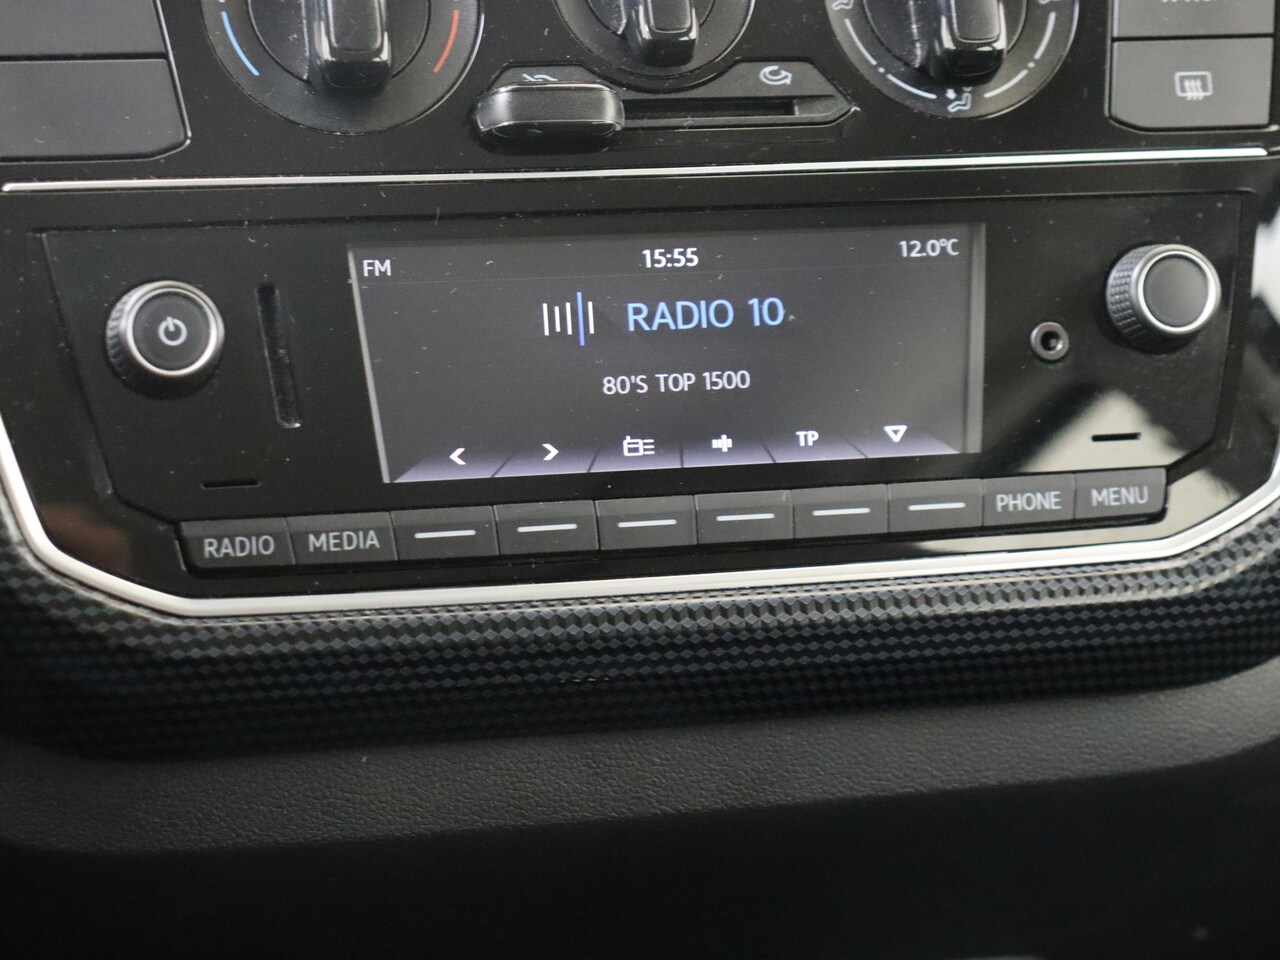 FM
15:55
12.0°C
RADIO 10
80'S TOP 1500
TP
RADIO
MEDIA
PHONE
MENU